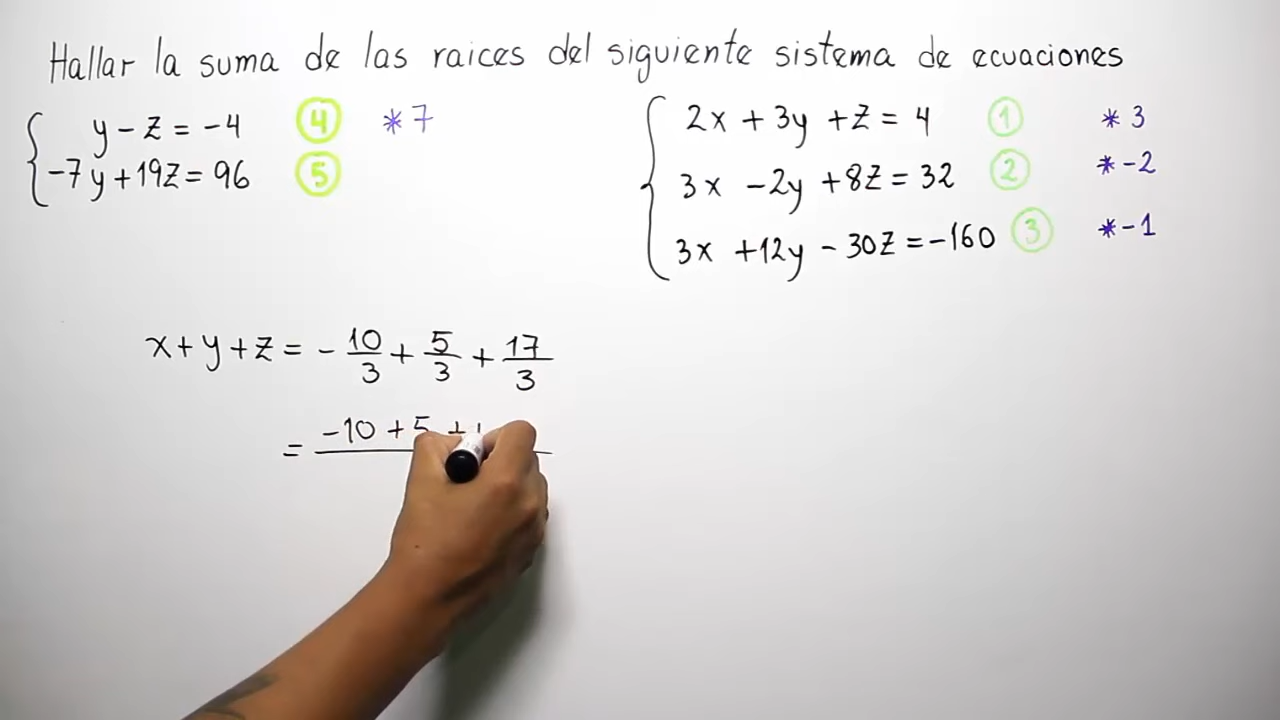 Hallar la suma de las raices del siguiente sistema de ecuaciones
y - z = -4 4 * 7
-7y + 19z = 96 5
2x + 3y + z = 4 1 * 3
3x - 2y + 8z = 32 2 * -2
3x + 12y - 30z = -160 3 * -1
x + y + z = - 10/3 + 5/3 + 17/3
= -10 + 5 +